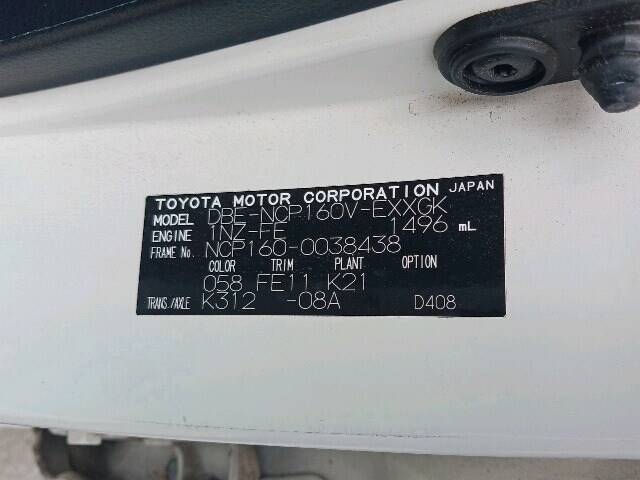 TOYOTA MOTOR CORPORATION JAPAN
MODEL DBE-NCP160V-EXXGK
ENGINE 1NZ-FE 1496 mL
FRAME No. NCP160-0038438
COLOR TRIM PLANT OPTION
058 FE11 K21
TRANS./AXLE K312 -08A D408